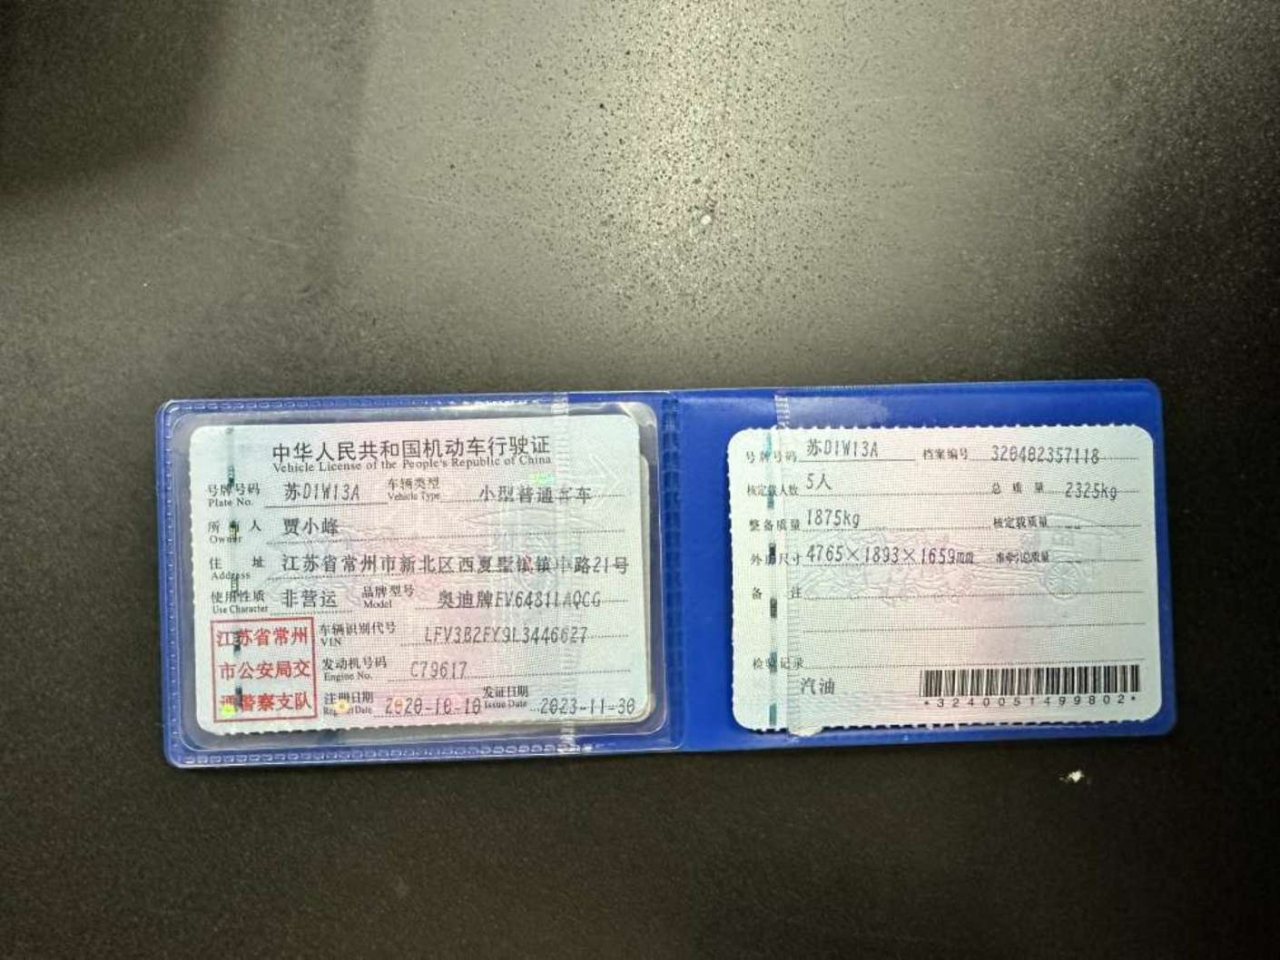 中华人民共和国机动车行驶证
Vehicle License of the People's Republic of China
号牌号码 苏D1W13A 车辆类型 小型普通客车
Plate No. Vehicle Type
所有人 贾小峰
Owner
住址 江苏省常州市新北区西夏墅镇镇中路21号
Address
使用性质 非营运 品牌型号 奥迪牌FV6481LAQCG
Use Character Model
江苏省常州
市公安局交
通警察支队
车辆识别代号 LFV3B2FY9L3446627
VIN
发动机号码 C79617
Engine No.
注册日期 2020-10-10 发证日期 2023-11-30
Register Date Issue Date
号牌号码 苏D1W13A 档案编号 320402357118
核定载人数 5人 总质量 2325kg
整备质量 1875kg 核定载质量 --
外廓尺寸 4765×1893×1659mm 准牵引总质量
备注
检验记录
汽油
*3240051499802*